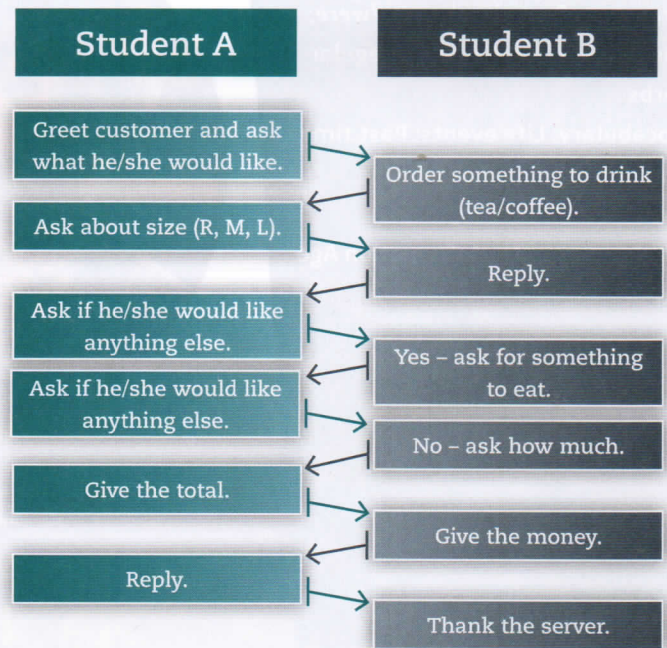 Student A
Student B
Greet customer and ask
what he/she would like.
Order something to drink
(tea/coffee).
Ask about size (R, M, L).
Reply.
Ask if he/she would like
anything else.
Yes – ask for something
to eat.
Ask if he/she would like
anything else.
No – ask how much.
Give the total.
Give the money.
Reply.
Thank the server.